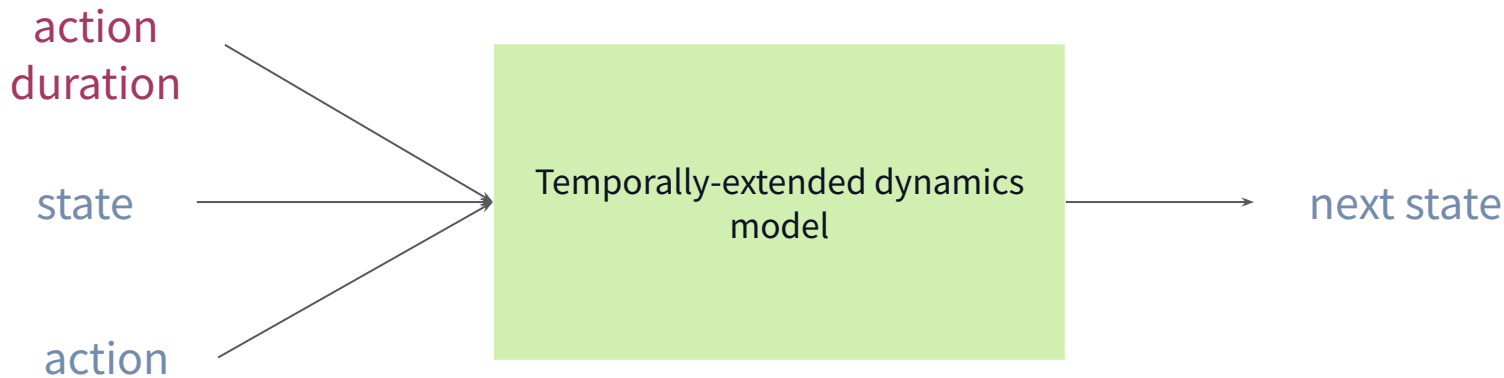 action
duration
state
action
Temporally-extended dynamics
model
next state